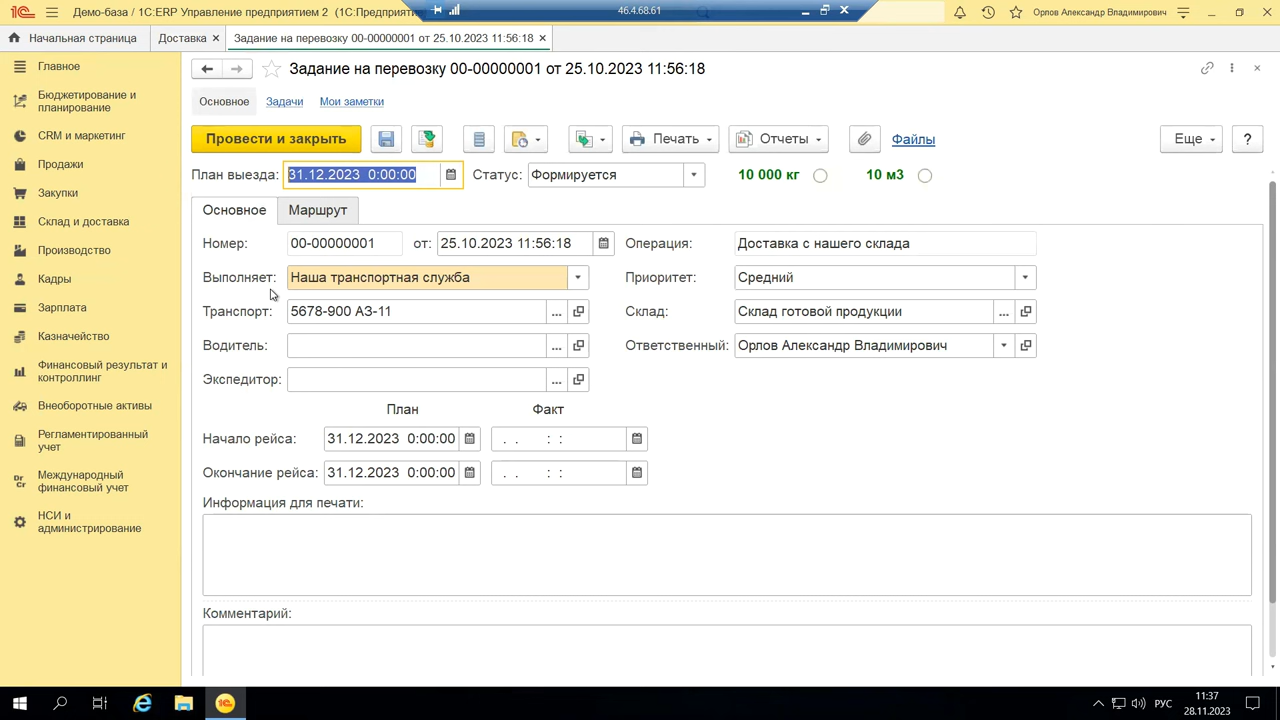 Демо-база / 1С:ERP Управление предприятием 2 (1С:Предприятие
46.4.68.61
Орлов Александр Владимирович
Начальная страница
Доставка ×
Задание на перевозку 00-00000001 от 25.10.2023 11:56:18 ×
Главное
Бюджетирование и
планирование
CRM и маркетинг
Продажи
Закупки
Склад и доставка
Производство
Кадры
Зарплата
Казначейство
Финансовый результат и
контроллинг
Внеоборотные активы
Регламентированный
учет
Dr
Cr
Международный
финансовый учет
НСИ и
администрирование
Задание на перевозку 00-00000001 от 25.10.2023 11:56:18
Основное Задачи Мои заметки
Провести и закрыть Печать Отчеты Файлы Еще ?
План выезда: 31.12.2023 0:00:00 Статус: Формируется 10 000 кг 10 м3
Основное Маршрут
Номер: 00-00000001 от: 25.10.2023 11:56:18 Операция: Доставка с нашего склада
Выполняет: Наша транспортная служба Приоритет: Средний
Транспорт: 5678-900 АЗ-11 ... Склад: Склад готовой продукции ...
Водитель: ... Ответственный: Орлов Александр Владимирович
Экспедитор: ...
План Факт
Начало рейса: 31.12.2023 0:00:00 . . : :
Окончание рейса: 31.12.2023 0:00:00 . . : :
Информация для печати:
Комментарий:
РУС
11:37
28.11.2023